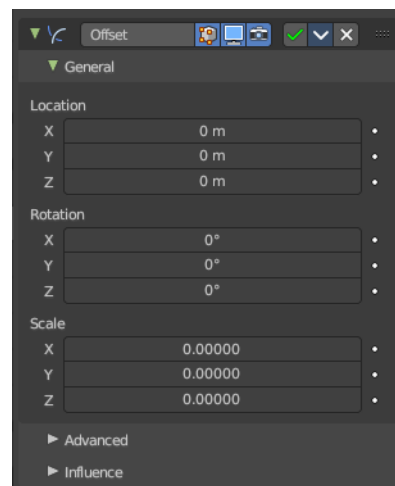 Offset
General
Location
X 0 m
Y 0 m
Z 0 m
Rotation
X 0°
Y 0°
Z 0°
Scale
X 0.00000
Y 0.00000
Z 0.00000
Advanced
Influence